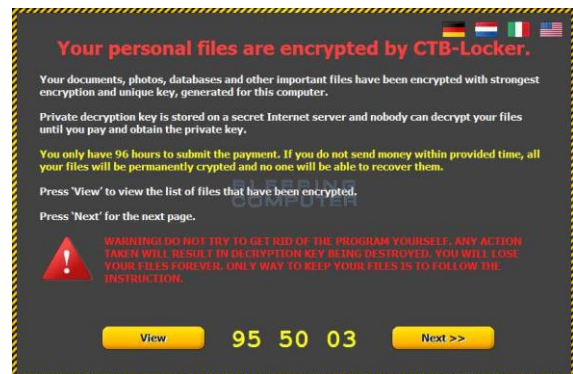 Your personal files are encrypted by CTB-Locker.
Your documents, photos, databases and other important files have been encrypted with strongest
encryption and unique key, generated for this computer.
Private decryption key is stored on a secret Internet server and nobody can decrypt your files
until you pay and obtain the private key.
You only have 96 hours to submit the payment. If you do not send money within provided time, all
your files will be permanently crypted and no one will be able to recover them.
Press 'View' to view the list of files that have been encrypted.
BLEEPING
COMPUTER
Press 'Next' for the next page.
WARNING! DO NOT TRY TO GET RID OF THE PROGRAM YOURSELF. ANY ACTION
TAKEN WILL RESULT IN DECRYPTION KEY BEING DESTROYED. YOU WILL LOSE
YOUR FILES FOREVER. ONLY WAY TO KEEP YOUR FILES IS TO FOLLOW THE
INSTRUCTION.
View 95 50 03 Next >>